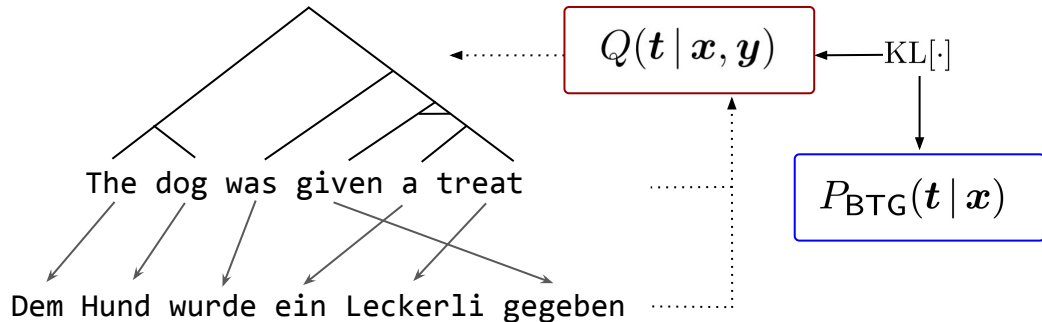 Q(t | x, y)
KL[·]
The dog was given a treat
P_BTG(t | x)
Dem Hund wurde ein Leckerli gegeben